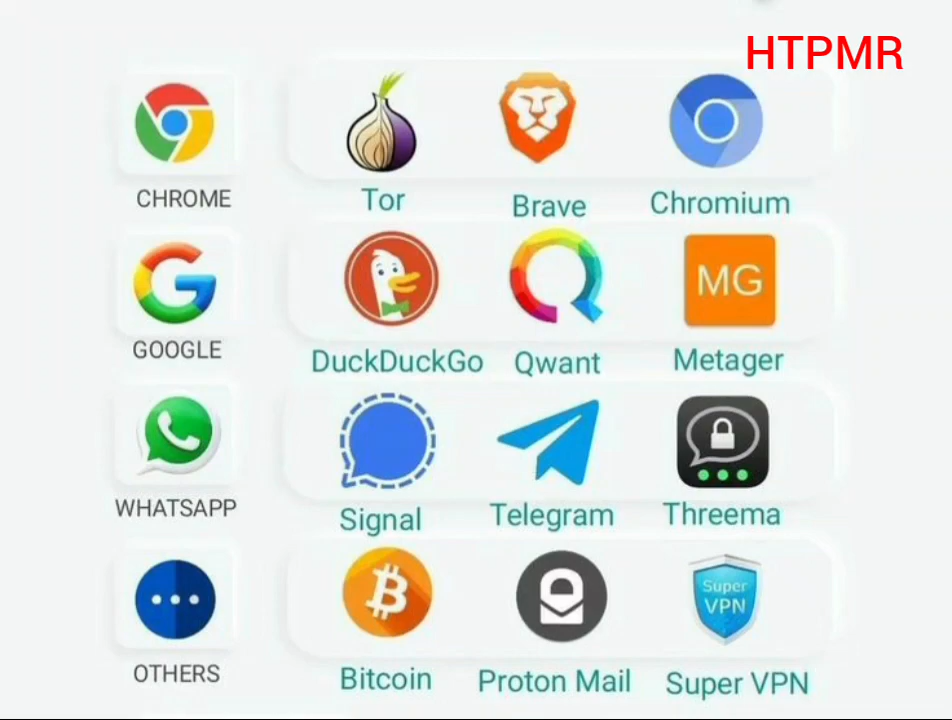 HTPMR
CHROME
Tor
Brave
Chromium
GOOGLE
MG
DuckDuckGo
Qwant
Metager
WHATSAPP
Signal
Telegram
Threema
Super
VPN
OTHERS
Bitcoin
Proton Mail
Super VPN